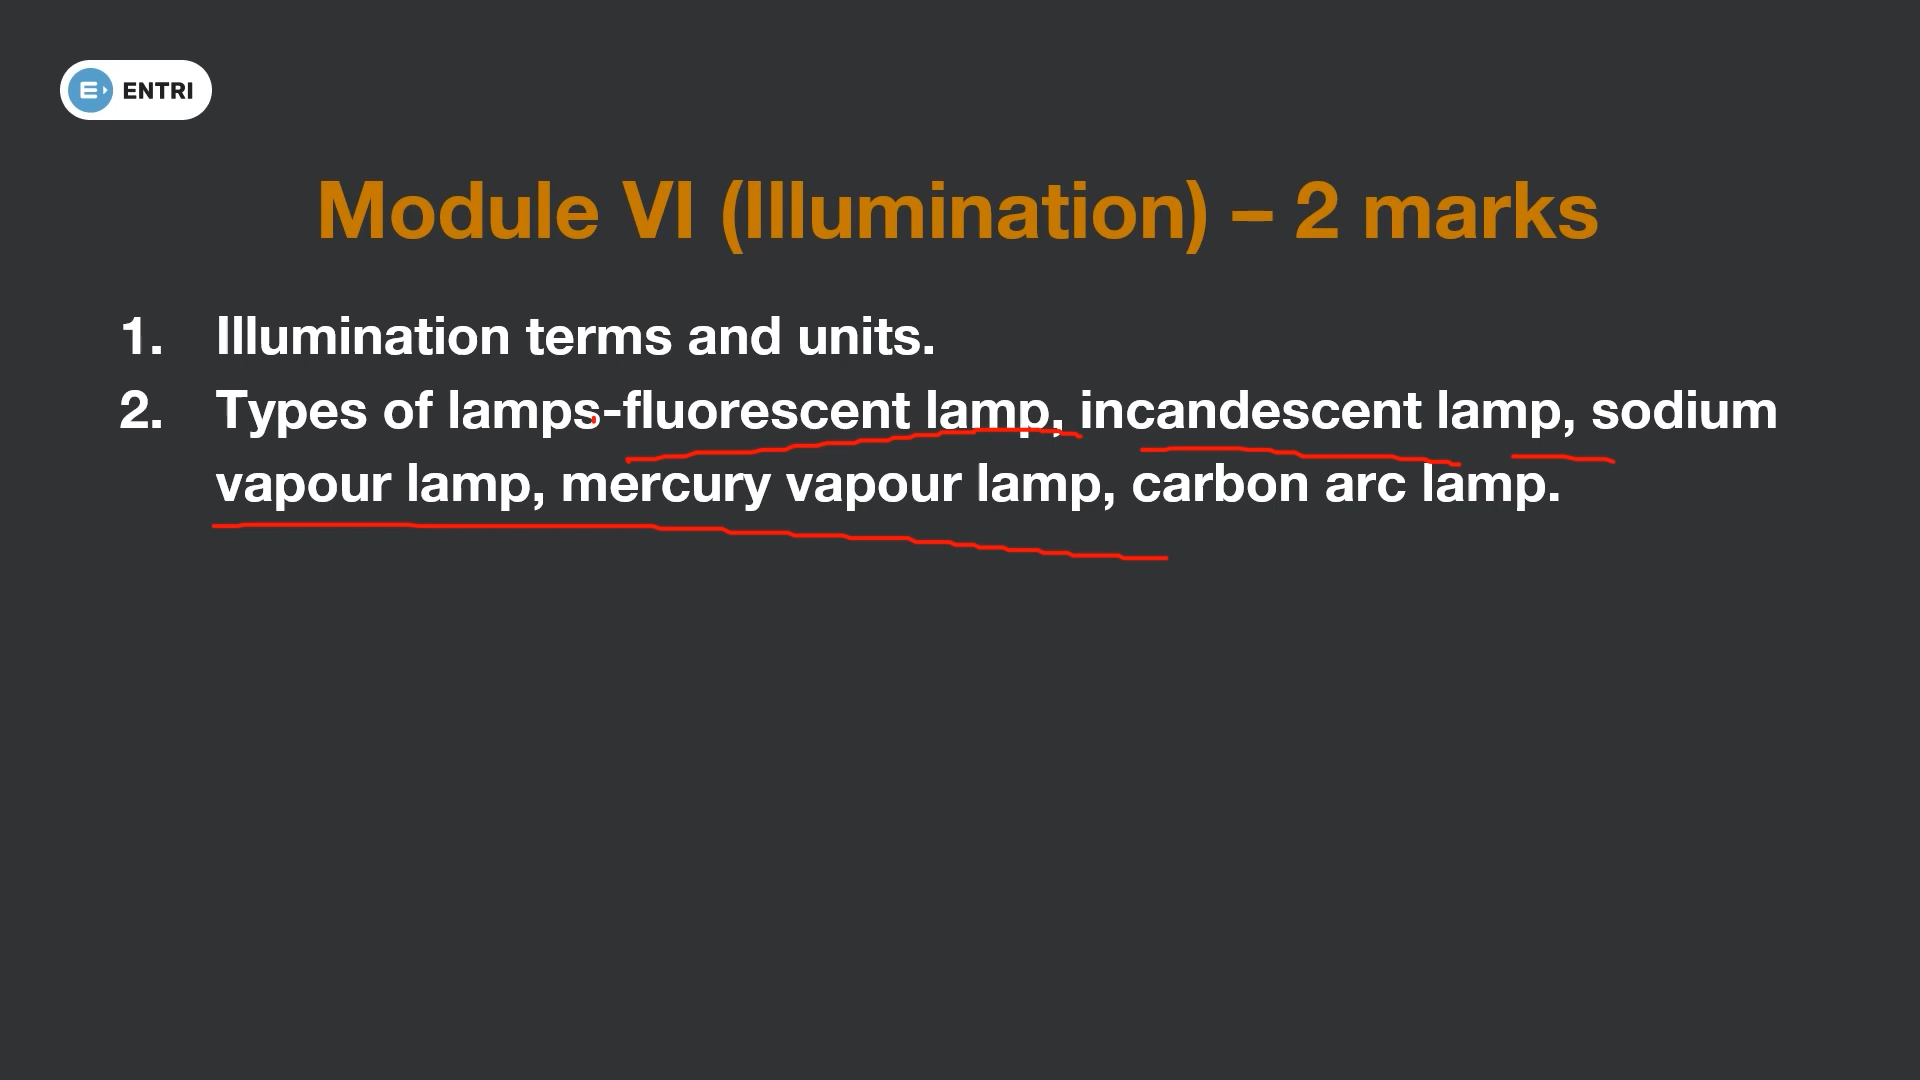 ENTRI
Module VI (Illumination) – 2 marks
1. Illumination terms and units.
2. Types of lamps-fluorescent lamp, incandescent lamp, sodium
vapour lamp, mercury vapour lamp, carbon arc lamp.